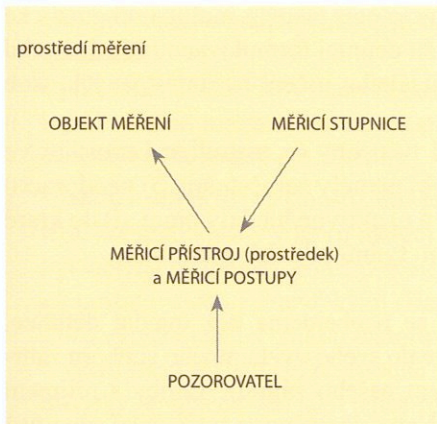 prostředí měření
OBJEKT MĚŘENÍ
MĚŘICÍ STUPNICE
MĚŘICÍ PŘÍSTROJ (prostředek)
a MĚŘICÍ POSTUPY
POZOROVATEL